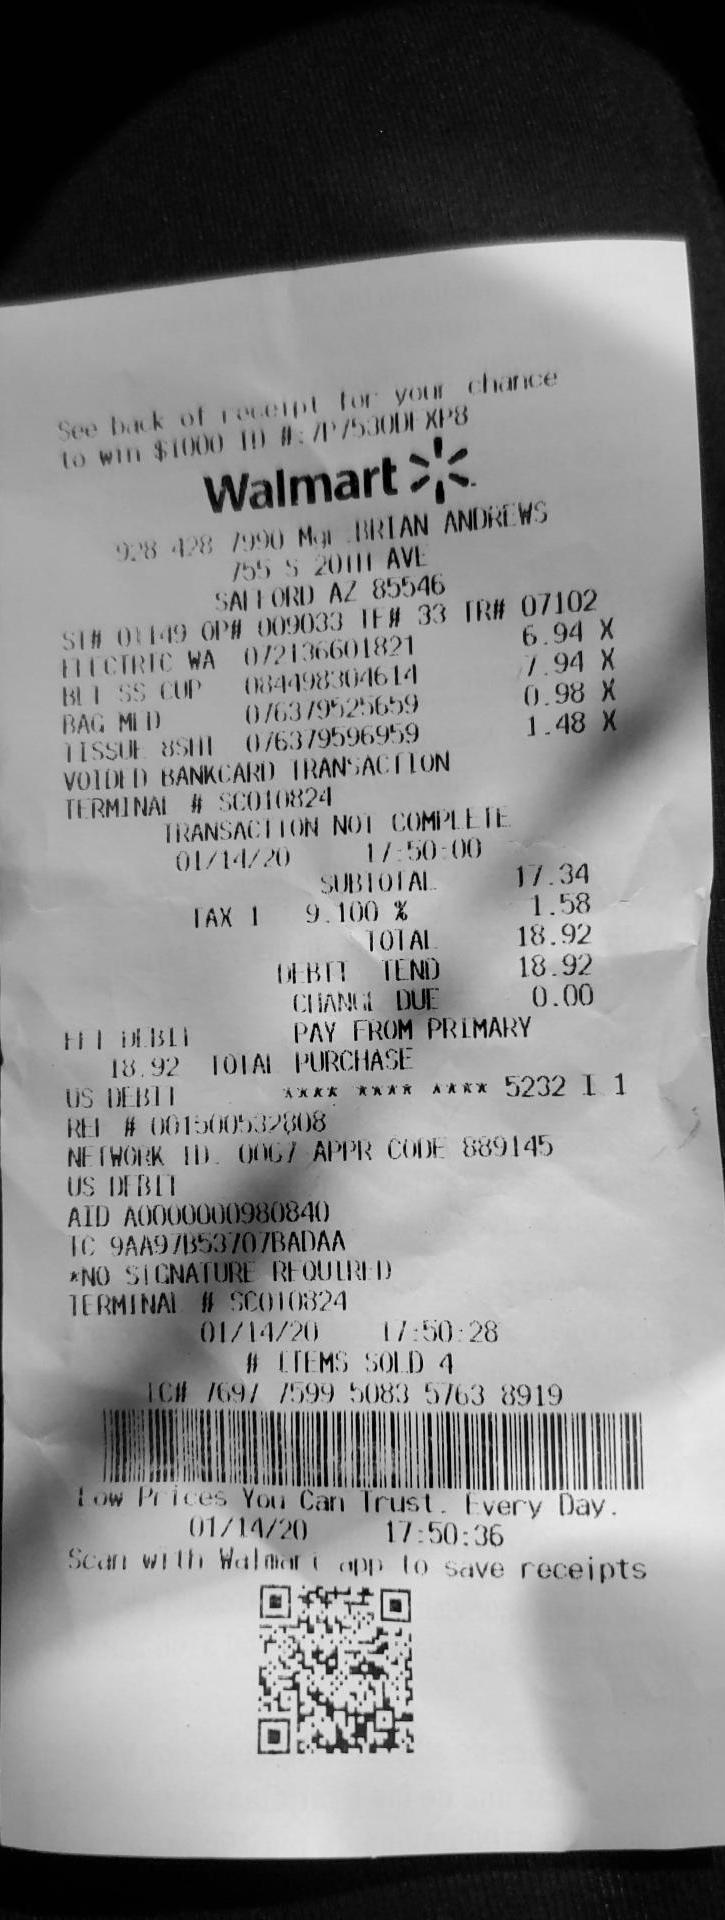 See back of receipt for your chance
to win $1000 ID #:7P7530DFXP8
Walmart
928 428 7990 Mgr.BRIAN ANDREWS
755 S 20TH AVE
SAFFORD AZ 85546
ST# 01149 OP# 009033 TE# 33 TR# 07102
ELECTRIC WA 072136601821 6.94 X
BLT SS CUP 084498304614 7.94 X
BAG MED 076379525659 0.98 X
TISSUE 8SHT 076379596959 1.48 X
VOIDED BANKCARD TRANSACTION
TERMINAL # SC010824
TRANSACTION NOT COMPLETE
01/14/20 17:50:00
SUBTOTAL 17.34
TAX 1 9.100 % 1.58
TOTAL 18.92
DEBIT TEND 18.92
CHANGE DUE 0.00
EFT DEBIT PAY FROM PRIMARY
18.92 TOTAL PURCHASE
US DEBIT **** **** **** 5232 I 1
REF # 001500532808
NETWORK ID. 0067 APPR CODE 889145
US DEBIT
AID A0000000980840
TC 9AA97B53707BADAA
*NO SIGNATURE REQUIRED
TERMINAL # SC010824
01/14/20 17:50:28
# ITEMS SOLD 4
TC# 7697 7599 5083 5763 8919
Low Prices You Can Trust. Every Day.
01/14/20 17:50:36
Scan with Walmart app to save receipts